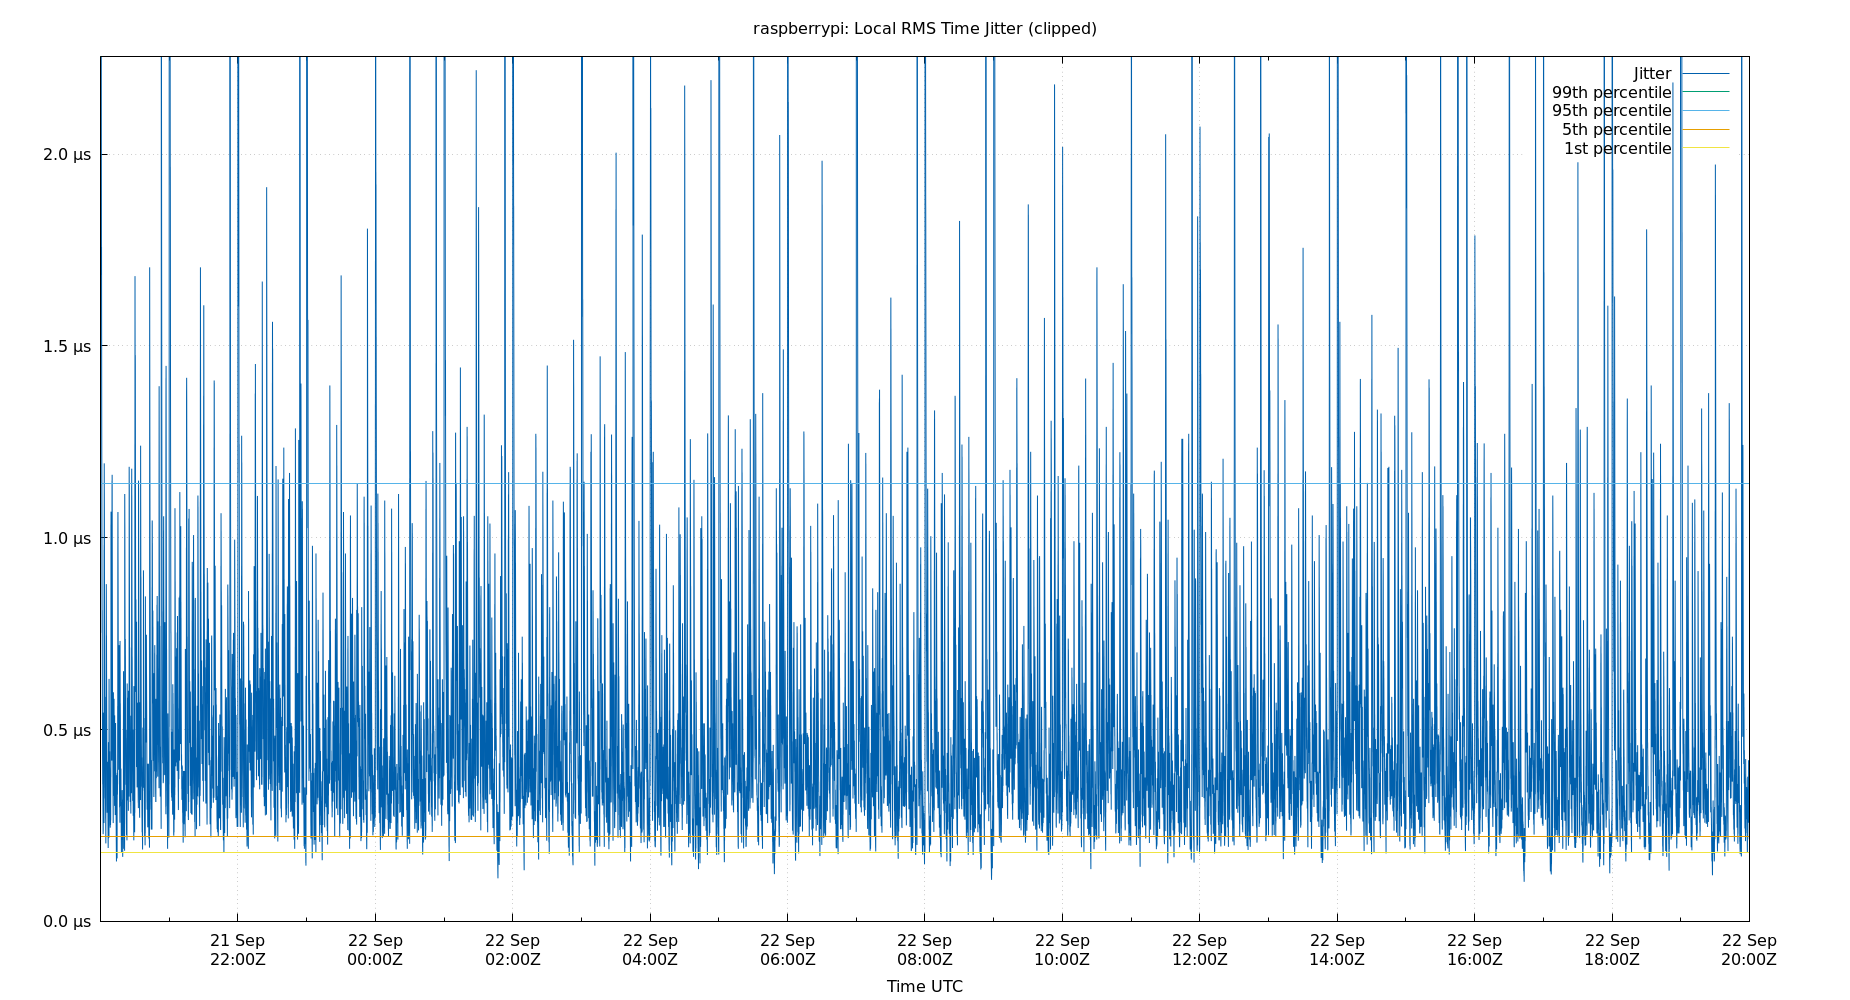 raspberrypi: Local RMS Time Jitter (clipped)
Jitter
99th percentile
95th percentile
5th percentile
1st percentile
2.0 µs
1.5 µs
1.0 µs
0.5 µs
0.0 µs
21 Sep 22 Sep 22 Sep 22 Sep 22 Sep 22 Sep 22 Sep 22 Sep 22 Sep 22 Sep 22 Sep 22 Sep
22:00Z 00:00Z 02:00Z 04:00Z 06:00Z 08:00Z 10:00Z 12:00Z 14:00Z 16:00Z 18:00Z 20:00Z
Time UTC